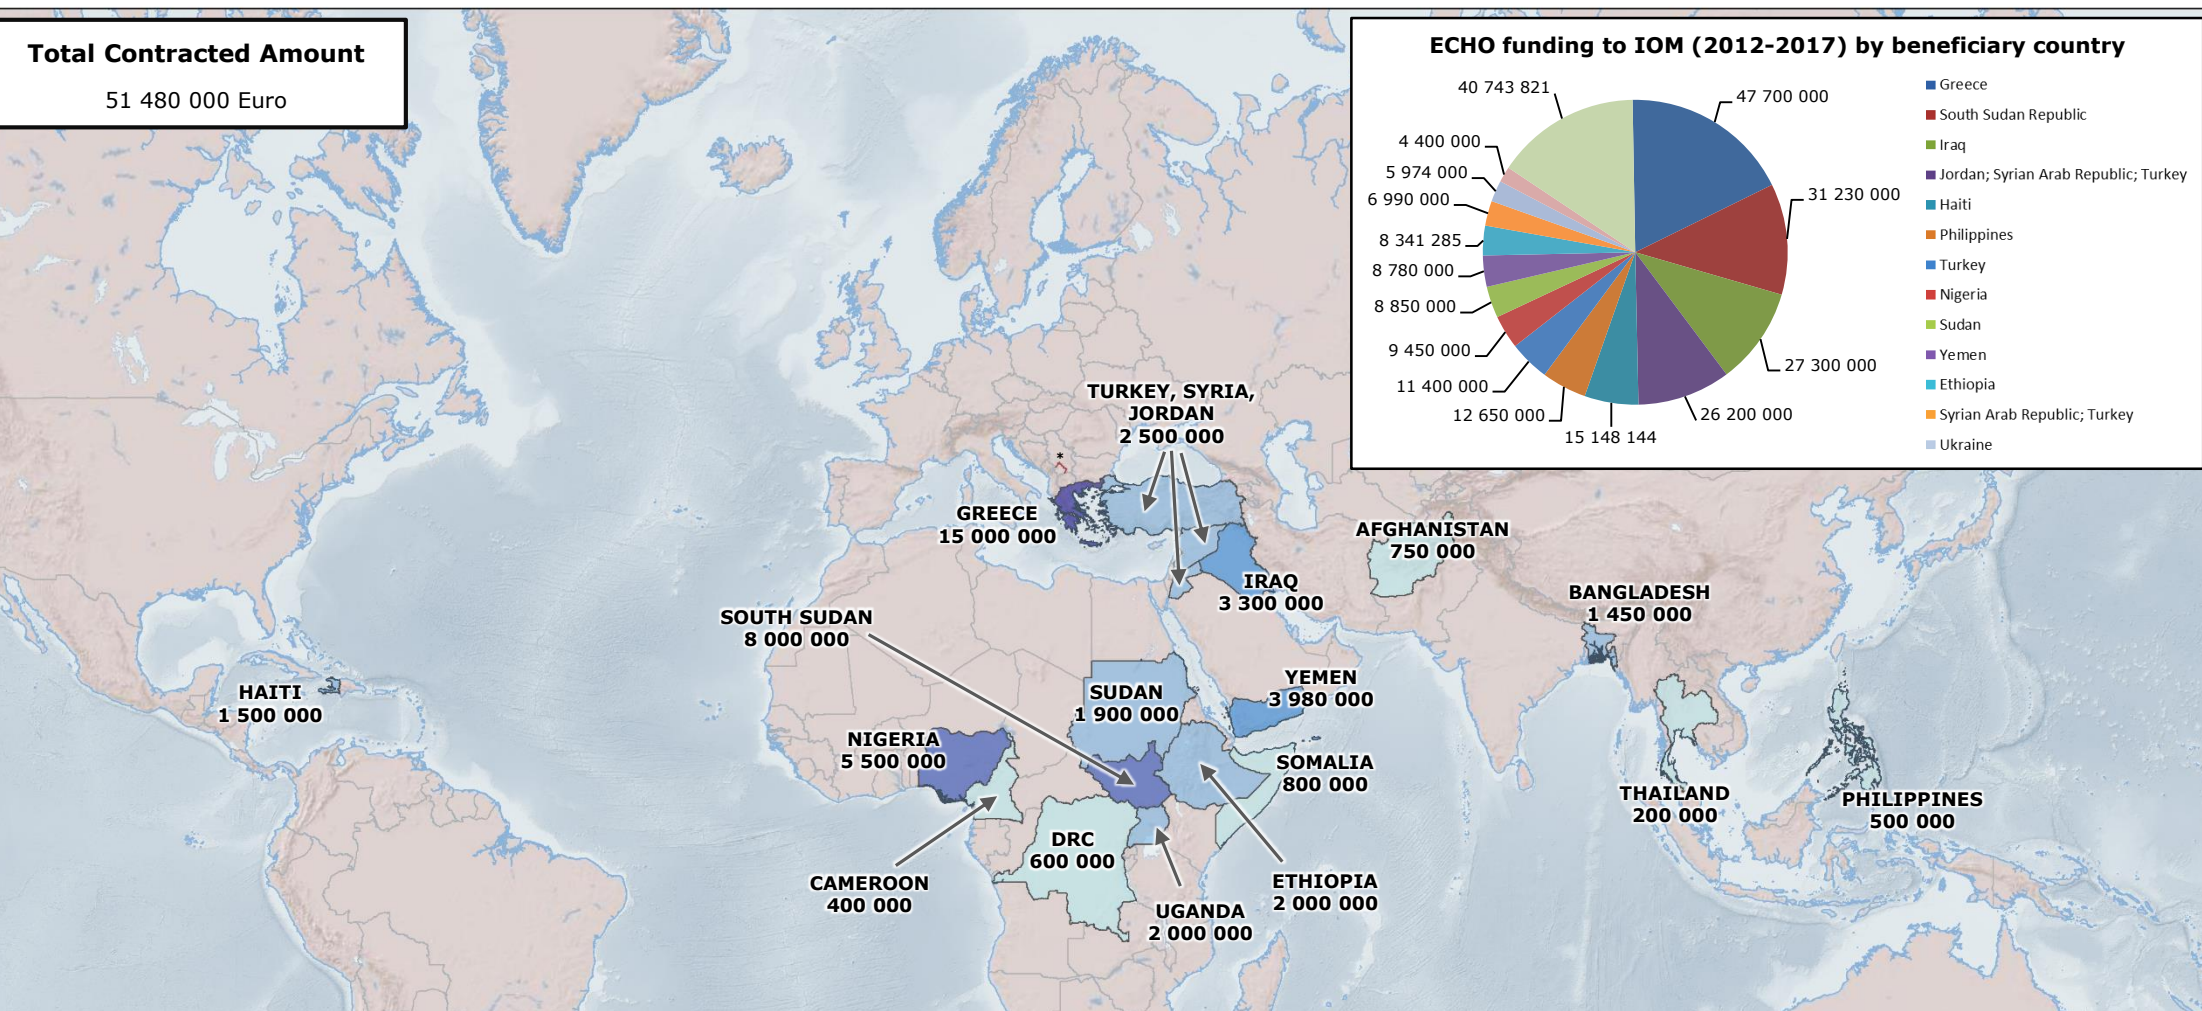 Total Contracted Amount
51 480 000 Euro
ECHO funding to IOM (2012-2017) by beneficiary country
40 743 821
47 700 000
4 400 000
5 974 000
6 990 000
8 341 285
8 780 000
8 850 000
9 450 000
11 400 000
12 650 000
15 148 144
26 200 000
27 300 000
31 230 000
Greece
South Sudan Republic
Iraq
Jordan; Syrian Arab Republic; Turkey
Haiti
Philippines
Turkey
Nigeria
Sudan
Yemen
Ethiopia
Syrian Arab Republic; Turkey
Ukraine
TURKEY, SYRIA,
JORDAN
2 500 000
*
GREECE
15 000 000
AFGHANISTAN
750 000
IRAQ
3 300 000
BANGLADESH
1 450 000
SOUTH SUDAN
8 000 000
HAITI
1 500 000
SUDAN
1 900 000
YEMEN
3 980 000
NIGERIA
5 500 000
SOMALIA
800 000
THAILAND
200 000
PHILIPPINES
500 000
DRC
600 000
CAMEROON
400 000
ETHIOPIA
2 000 000
UGANDA
2 000 000